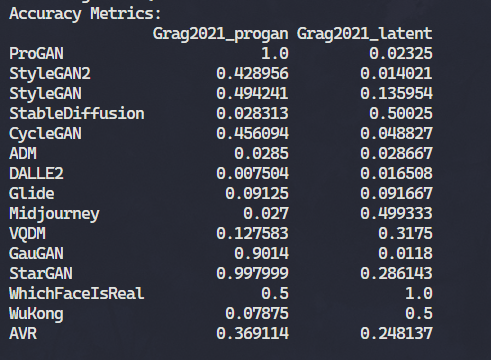 Accuracy Metrics:
Grag2021_progan Grag2021_latent
ProGAN 1.0 0.02325
StyleGAN2 0.428956 0.014021
StyleGAN 0.494241 0.135954
StableDiffusion 0.028313 0.50025
CycleGAN 0.456094 0.048827
ADM 0.0285 0.028667
DALLE2 0.007504 0.016508
Glide 0.09125 0.091667
Midjourney 0.027 0.499333
VQDM 0.127583 0.3175
GauGAN 0.9014 0.0118
StarGAN 0.997999 0.286143
WhichFaceIsReal 0.5 1.0
WuKong 0.07875 0.5
AVR 0.369114 0.248137